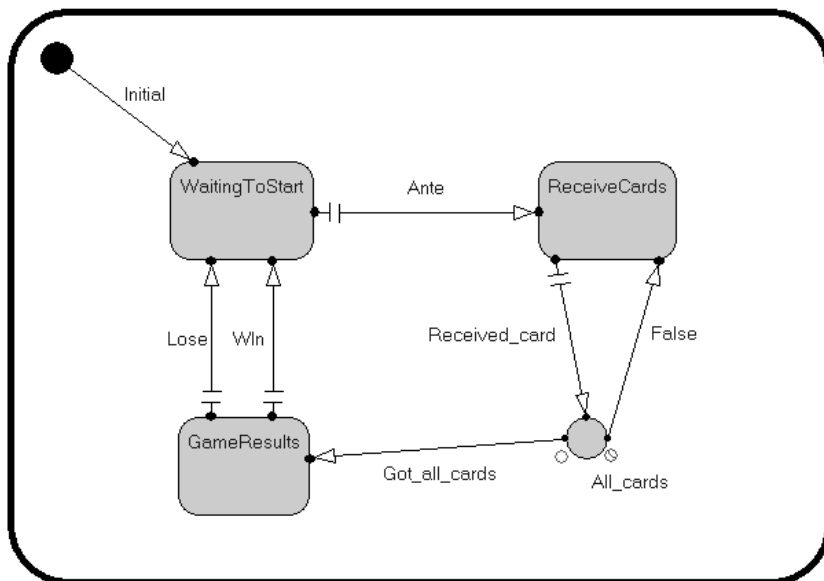 Initial
WaitingToStart
Ante
ReceiveCards
Lose
WIn
Received_card
False
GameResults
Got_all_cards
All_cards